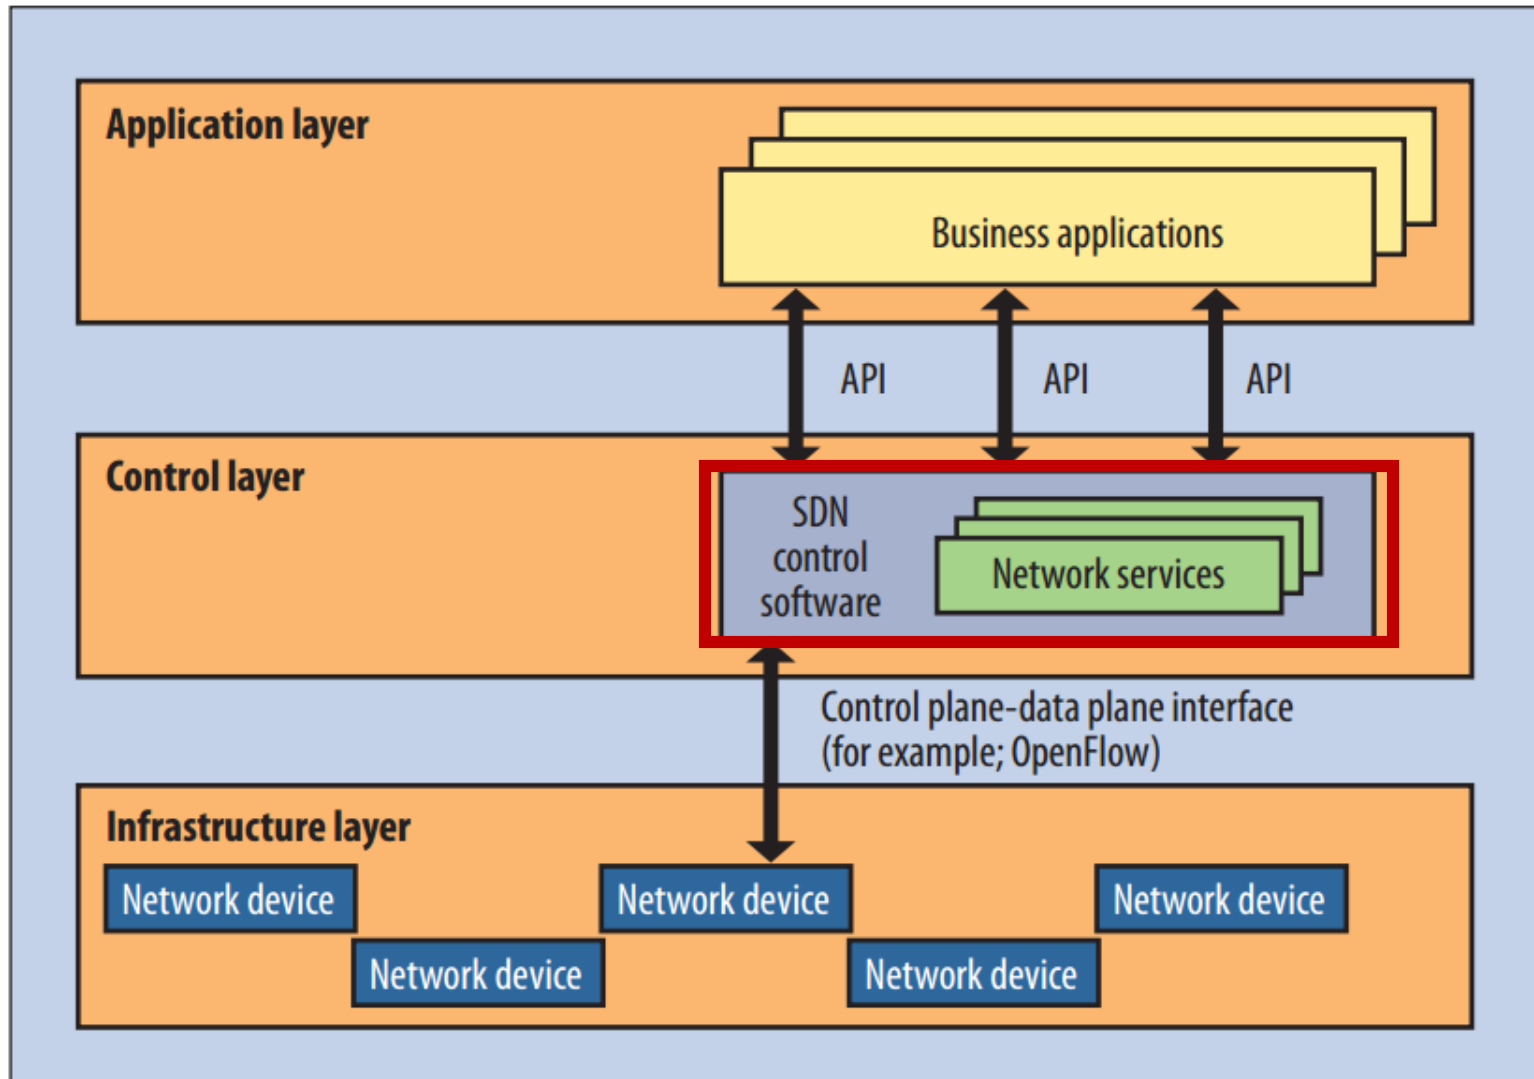 Application layer
Business applications
API
API
API
Control layer
SDN
control
software
Network services
Control plane-data plane interface
(for example; OpenFlow)
Infrastructure layer
Network device
Network device
Network device
Network device
Network device